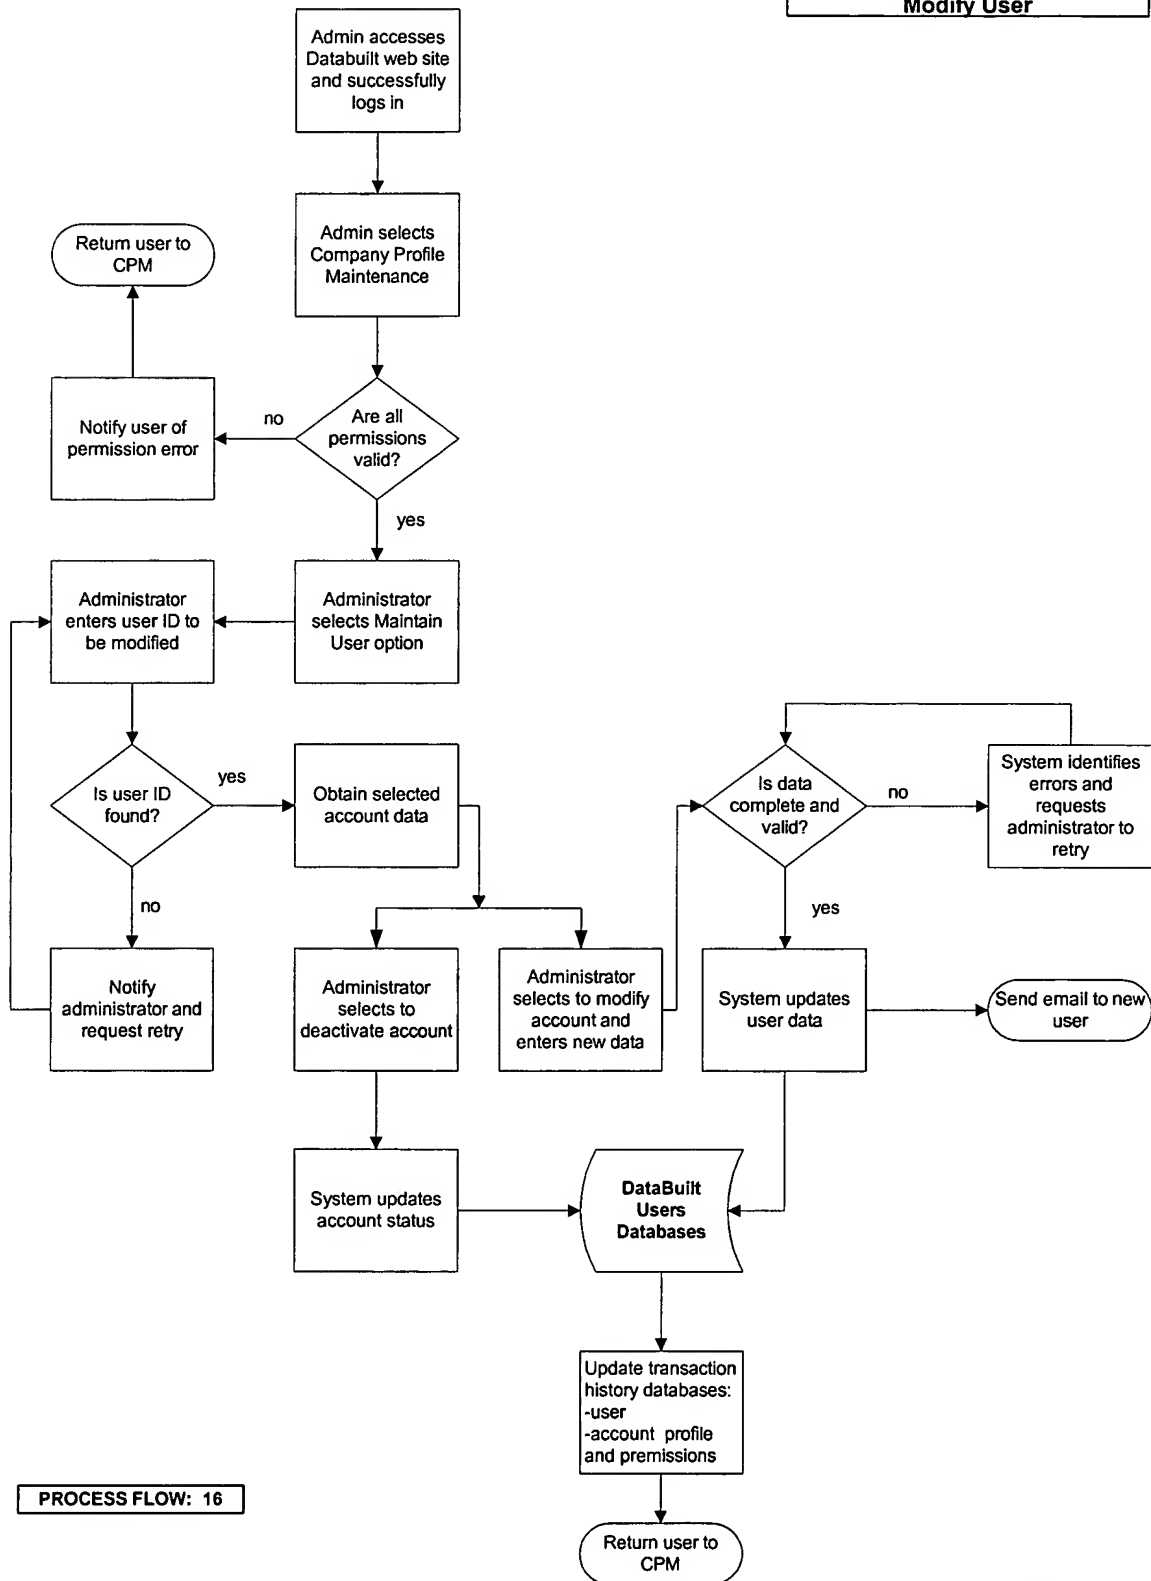 Modify User
Admin accesses
Databuilt web site
and successfully
logs in
Admin selects
Company Profile
Maintenance
Return user to
CPM
Notify user of
permission error
no
Are all
permissions
valid?
yes
Administrator
enters user ID to
be modified
Administrator
selects Maintain
User option
Is user ID
found?
yes
Obtain selected
account data
Is data
complete and
valid?
no
System identifies
errors and
requests
administrator to
retry
no
yes
Notify
administrator and
request retry
Administrator
selects to
deactivate account
Administrator
selects to modify
account and
enters new data
System updates
user data
Send email to new
user
System updates
account status
DataBuilt
Users
Databases
Update transaction
history databases:
-user
-account profile
and premissions
PROCESS FLOW: 16
Return user to
CPM